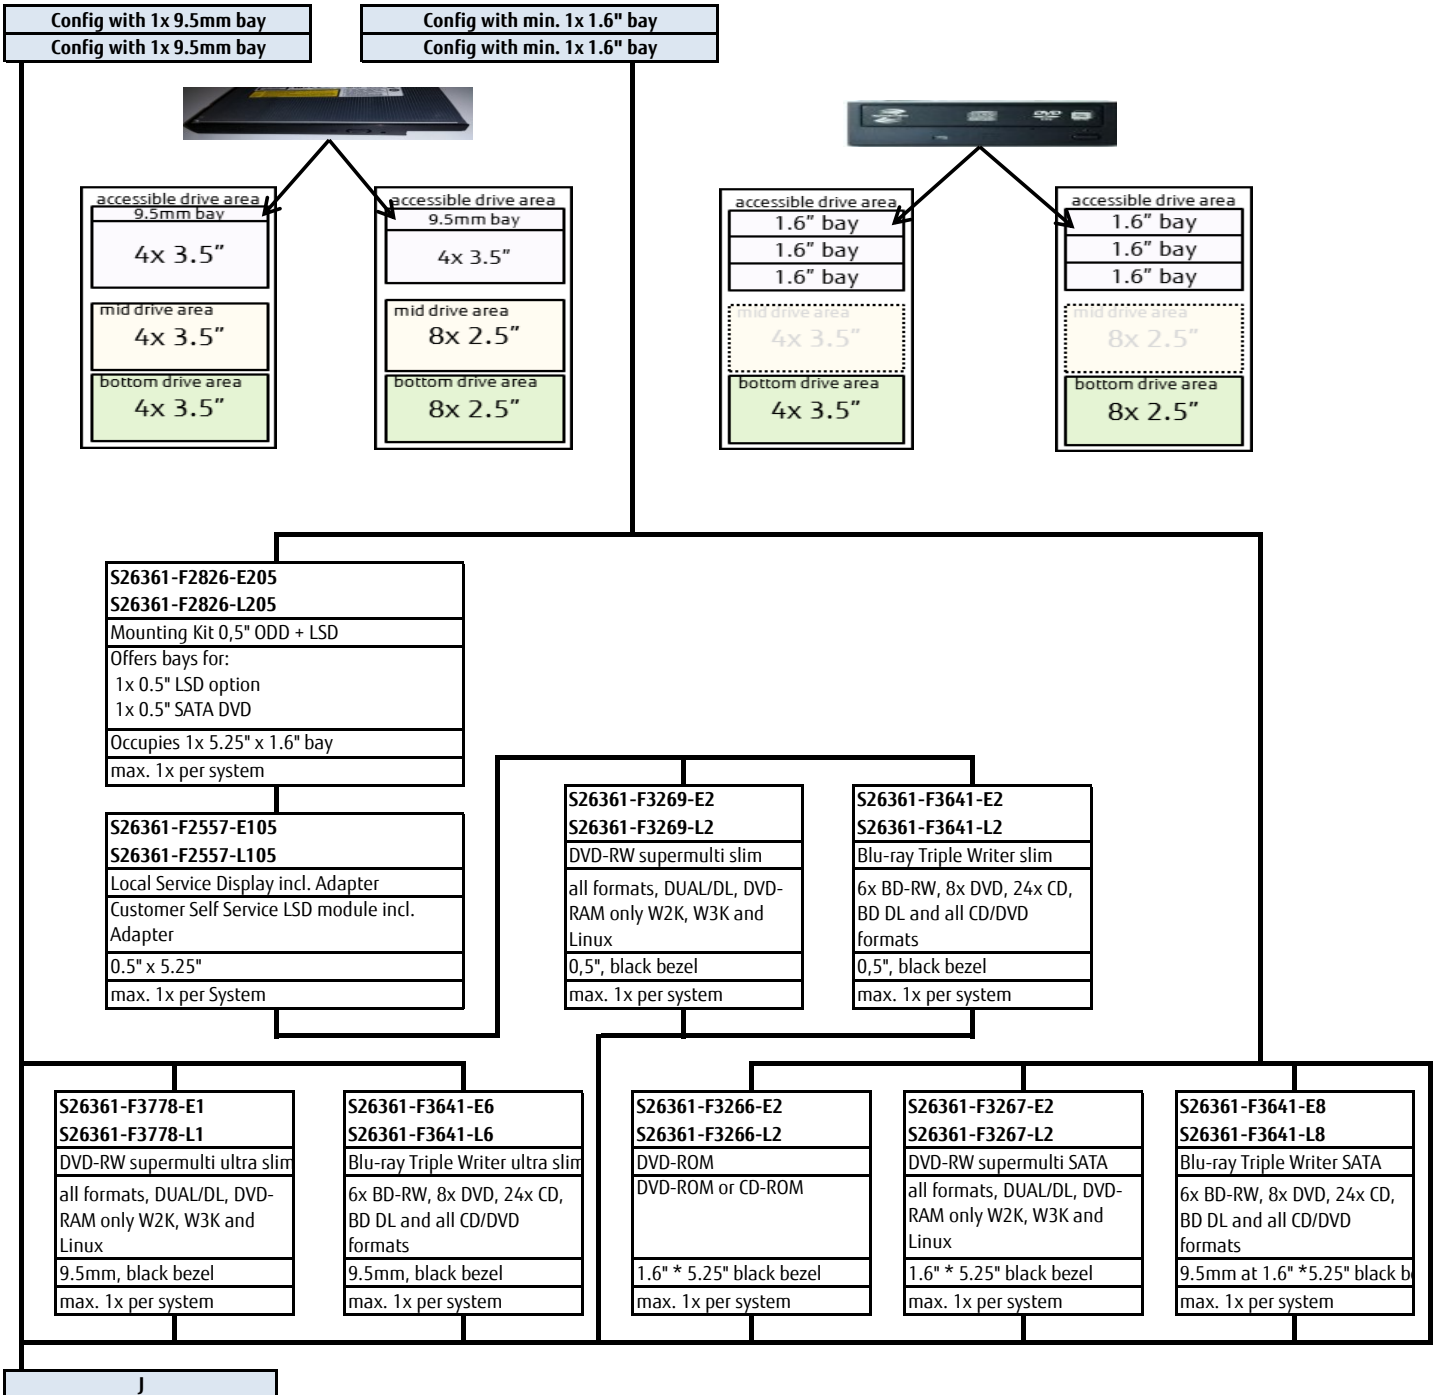 Config with 1x 9.5mm bay
Config with 1x 9.5mm bay
Config with min. 1x 1.6" bay
Config with min. 1x 1.6" bay
accessible drive area
9.5mm bay
4x 3.5”
mid drive area
4x 3.5”
bottom drive area
4x 3.5”
accessible drive area
9.5mm bay
4x 3.5”
mid drive area
8x 2.5”
bottom drive area
8x 2.5”
DVD
accessible drive area
1.6” bay
1.6” bay
1.6” bay
mid drive area
4x 3.5”
bottom drive area
4x 3.5”
accessible drive area
1.6” bay
1.6” bay
1.6” bay
mid drive area
8x 2.5”
bottom drive area
8x 2.5”
S26361-F2826-E205
S26361-F2826-L205
Mounting Kit 0,5" ODD + LSD
Offers bays for:
1x 0.5" LSD option
1x 0.5" SATA DVD
Occupies 1x 5.25" x 1.6" bay
max. 1x per system
S26361-F2557-E105
S26361-F2557-L105
Local Service Display incl. Adapter
Customer Self Service LSD module incl.
Adapter
0.5" x 5.25"
max. 1x per System
S26361-F3269-E2
S26361-F3269-L2
DVD-RW supermulti slim
all formats, DUAL/DL, DVD-
RAM only W2K, W3K and
Linux
0,5", black bezel
max. 1x per system
S26361-F3641-E2
S26361-F3641-L2
Blu-ray Triple Writer slim
6x BD-RW, 8x DVD, 24x CD,
BD DL and all CD/DVD
formats
0,5", black bezel
max. 1x per system
S26361-F3778-E1
S26361-F3778-L1
DVD-RW supermulti ultra slim
all formats, DUAL/DL, DVD-
RAM only W2K, W3K and
Linux
9.5mm, black bezel
max. 1x per system
S26361-F3641-E6
S26361-F3641-L6
Blu-ray Triple Writer ultra slim
6x BD-RW, 8x DVD, 24x CD,
BD DL and all CD/DVD
formats
9.5mm, black bezel
max. 1x per system
S26361-F3266-E2
S26361-F3266-L2
DVD-ROM
DVD-ROM or CD-ROM
1.6" * 5.25" black bezel
max. 1x per system
S26361-F3267-E2
S26361-F3267-L2
DVD-RW supermulti SATA
all formats, DUAL/DL, DVD-
RAM only W2K, W3K and
Linux
1.6" * 5.25" black bezel
max. 1x per system
S26361-F3641-E8
S26361-F3641-L8
Blu-ray Triple Writer SATA
6x BD-RW, 8x DVD, 24x CD,
BD DL and all CD/DVD
formats
9.5mm at 1.6" *5.25" black b
max. 1x per system
J